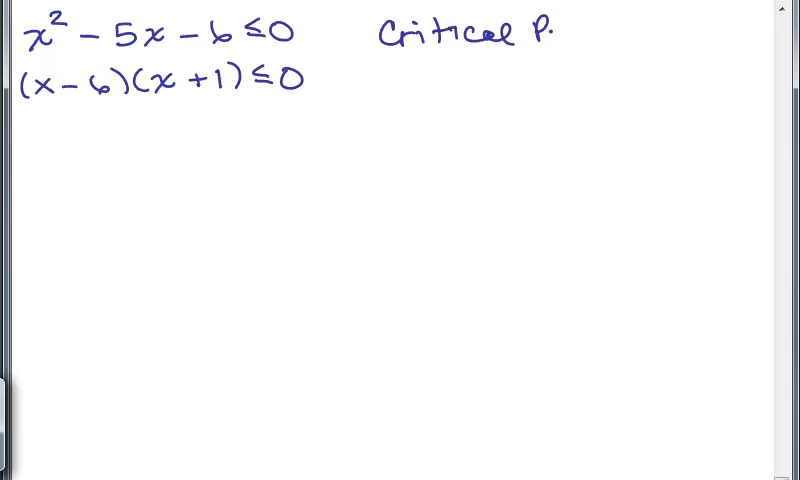 x² - 5x - 6 ≤ 0 Critical P.
(x - 6)(x + 1) ≤ 0